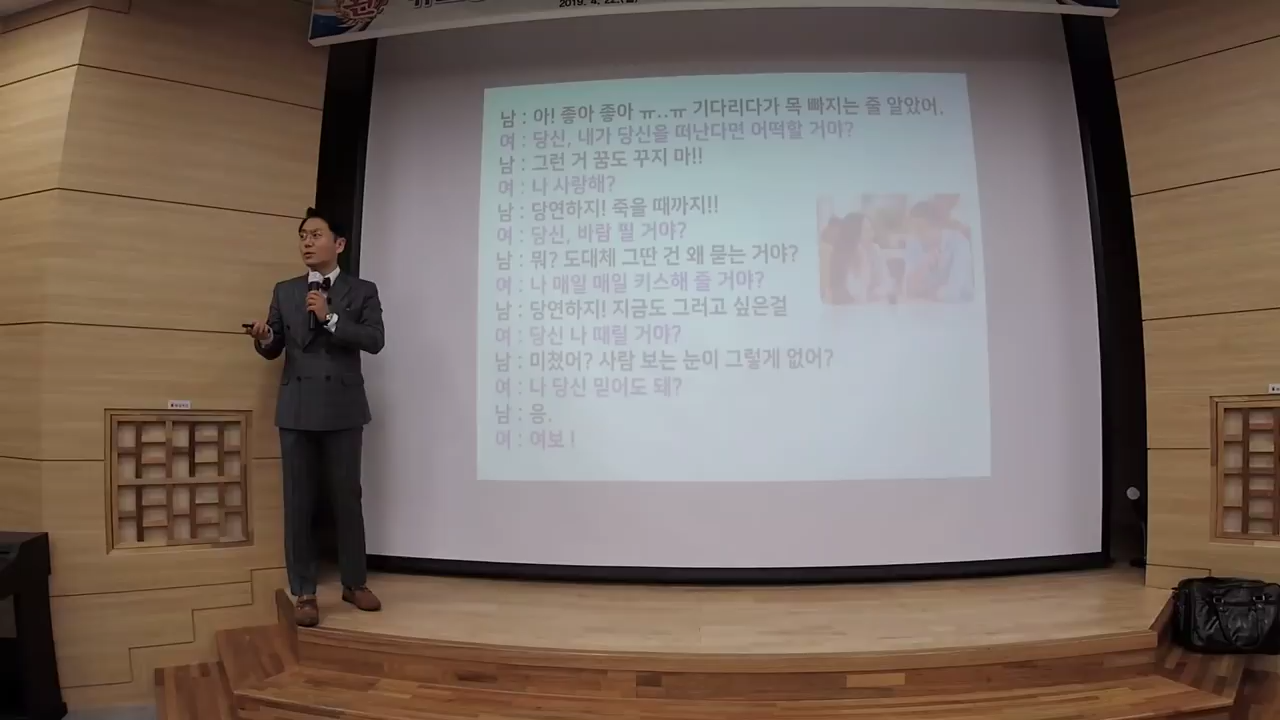 2019. 4. 22.(월)
남 : 아! 좋아 좋아 ㅠ..ㅠ 기다리다가 목 빠지는 줄 알았어.
여 : 당신, 내가 당신을 떠난다면 어떡할 거야?
남 : 그런 거 꿈도 꾸지 마!!
여 : 나 사랑해?
남 : 당연하지! 죽을 때까지!!
여 : 당신, 바람 필 거야?
남 : 뭐? 도대체 그딴 건 왜 묻는 거야?
여 : 나 매일 매일 키스해 줄 거야?
남 : 당연하지! 지금도 그러고 싶은걸
여 : 당신 나 때릴 거야?
남 : 미쳤어? 사람 보는 눈이 그렇게 없어?
여 : 나 당신 믿어도 돼?
남 : 응.
여 : 여보 !